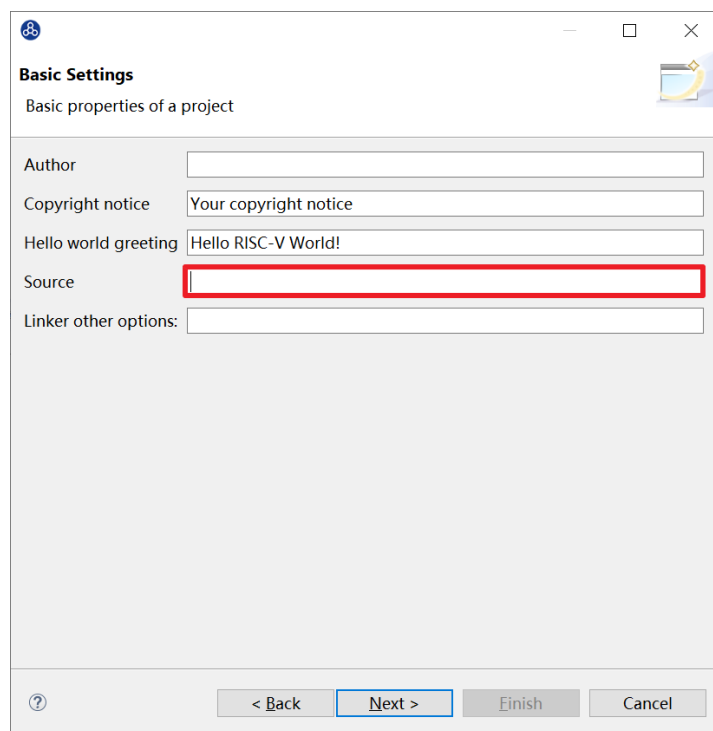 Basic Settings
Basic properties of a project
Author
Copyright notice Your copyright notice
Hello world greeting Hello RISC-V World!
Source
Linker other options:
? < Back Next > Finish Cancel